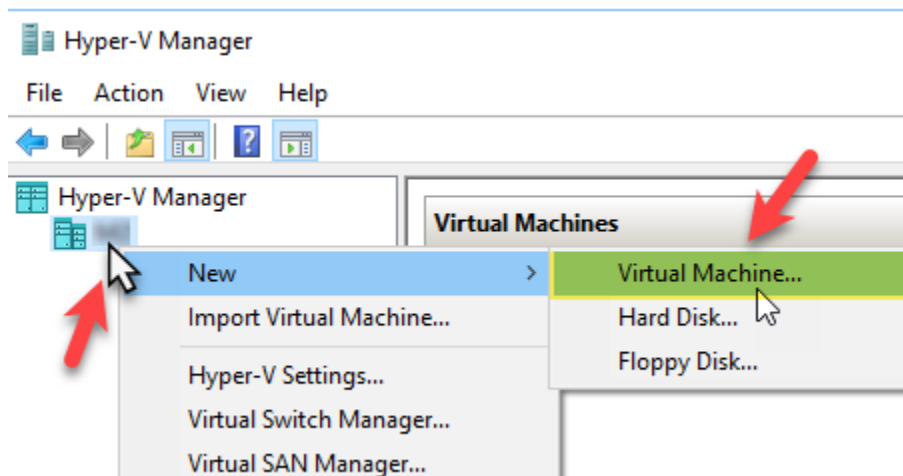 Hyper-V Manager
File Action View Help
Hyper-V Manager
Virtual Machines
New > Virtual Machine...
Import Virtual Machine... Hard Disk...
Floppy Disk...
Hyper-V Settings...
Virtual Switch Manager...
Virtual SAN Manager...